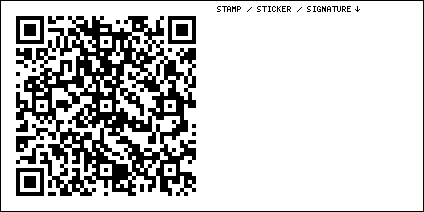 STAMP / STICKER / SIGNATURE ↓